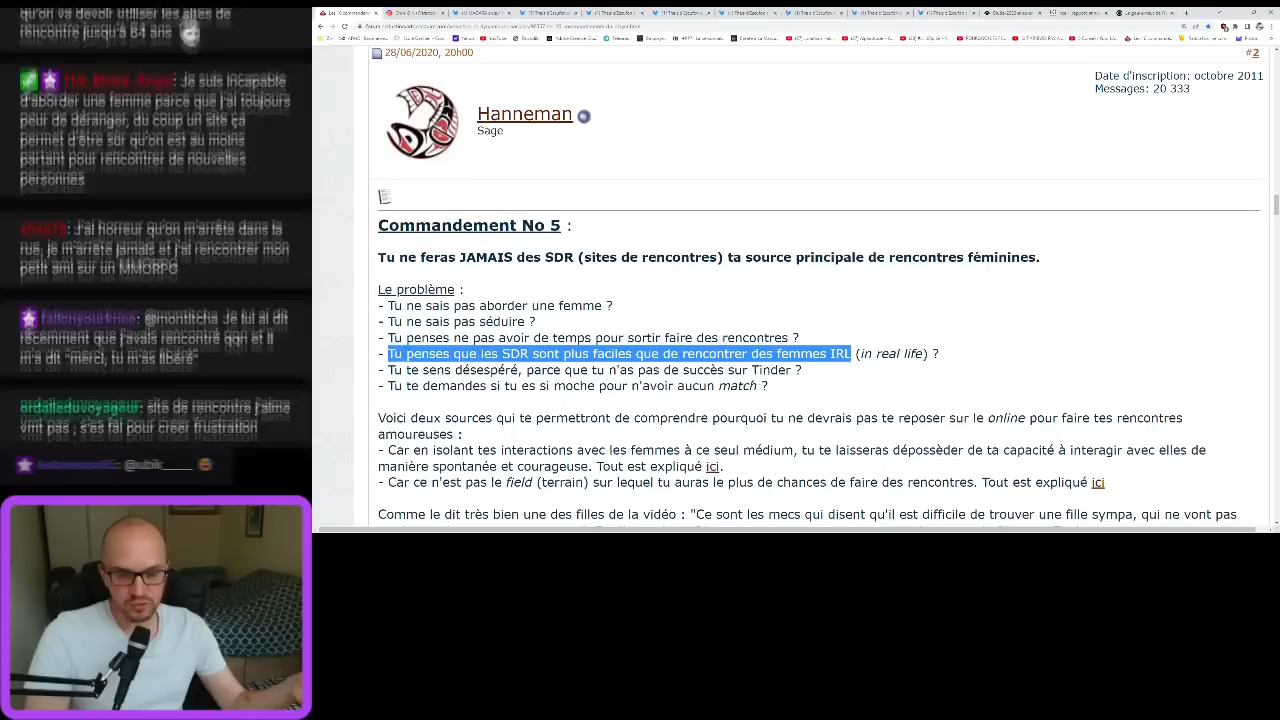 va devoir utiliser les sites de
rencontre jusqu'à 84 ans
Je suis incapable
d'aborder une femme parce que j'ai toujours
peur de déranger, du coup un site ça
permet d'être sûr qu'on est au moins
partant pour rencontrer de nouvelles
personnes
J'ai horreur qu'on m'arrête dans la
rue, je m'arrête jamais et j'ai rencontrer mon
petit ami sur un MMORPG
@montitcha Je lui ai dit
récemment que j'avais rencontré qqn et il
m'a dit "merci, tu m'as libéré"
ordalieduvoyageur: site de rencontre j'aime
vmt pas , s'es fai pour creer frustration
28/06/2020, 20h00
#2
Hanneman
Sage
Date d'inscription: octobre 2011
Messages: 20 333
Commandement No 5 :
Tu ne feras JAMAIS des SDR (sites de rencontres) ta source principale de rencontres féminines.
Le problème :
- Tu ne sais pas aborder une femme ?
- Tu ne sais pas séduire ?
- Tu penses ne pas avoir de temps pour sortir faire des rencontres ?
- Tu penses que les SDR sont plus faciles que de rencontrer des femmes IRL (in real life) ?
- Tu te sens désespéré, parce que tu n'as pas de succès sur Tinder ?
- Tu te demandes si tu es si moche pour n'avoir aucun match ?
Voici deux sources qui te permettront de comprendre pourquoi tu ne devrais pas te reposer sur le online pour faire tes rencontres
amoureuses :
- Car en isolant tes interactions avec les femmes à ce seul médium, tu te laisseras déposséder de ta capacité à interagir avec elles de
manière spontanée et courageuse. Tout est expliqué ici.
- Car ce n'est pas le field (terrain) sur lequel tu auras le plus de chances de faire des rencontres. Tout est expliqué ici
Comme le dit très bien une des filles de la vidéo : "Ce sont les mecs qui disent qu'il est difficile de trouver une fille sympa, qui ne vont pas